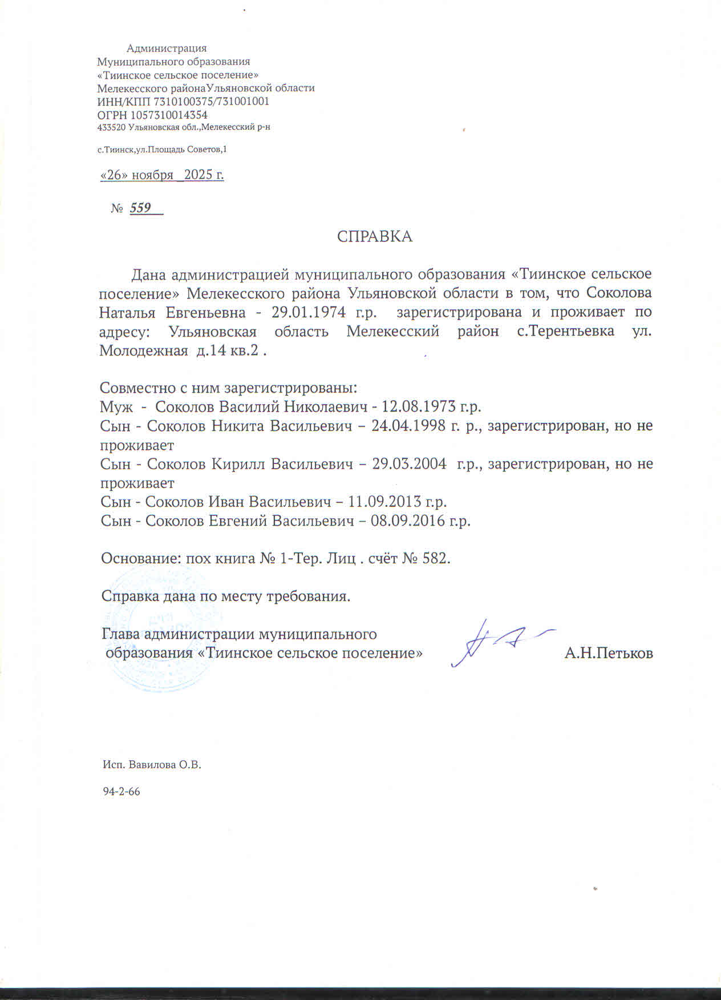 Администрация
Муниципального образования
«Тиинское сельское поселение»
Мелекесского районаУльяновской области
ИНН/КПП 7310100375/731001001
ОГРН 1057310014354
433520 Ульяновская обл.,Мелекесский р-н
с.Тиинск,ул.Площадь Советов,1
«26» ноября _2025 г.
№ 559
СПРАВКА
Дана администрацией муниципального образования «Тиинское сельское
поселение» Мелекесского района Ульяновской области в том, что Соколова
Наталья Евгеньевна - 29.01.1974 г.р. зарегистрирована и проживает по
адресу: Ульяновская область Мелекесский район с.Терентьевка ул.
Молодежная д.14 кв.2 .
Совместно с ним зарегистрированы:
Муж - Соколов Василий Николаевич - 12.08.1973 г.р.
Сын - Соколов Никита Васильевич – 24.04.1998 г. р., зарегистрирован, но не
проживает
Сын - Соколов Кирилл Васильевич – 29.03.2004 г.р., зарегистрирован, но не
проживает
Сын - Соколов Иван Васильевич – 11.09.2013 г.р.
Сын - Соколов Евгений Васильевич – 08.09.2016 г.р.
Основание: пох книга № 1-Тер. Лиц . счёт № 582.
Справка дана по месту требования.
Глава администрации муниципального
образования «Тиинское сельское поселение» А.Н.Петьков
Исп. Вавилова О.В.
94-2-66